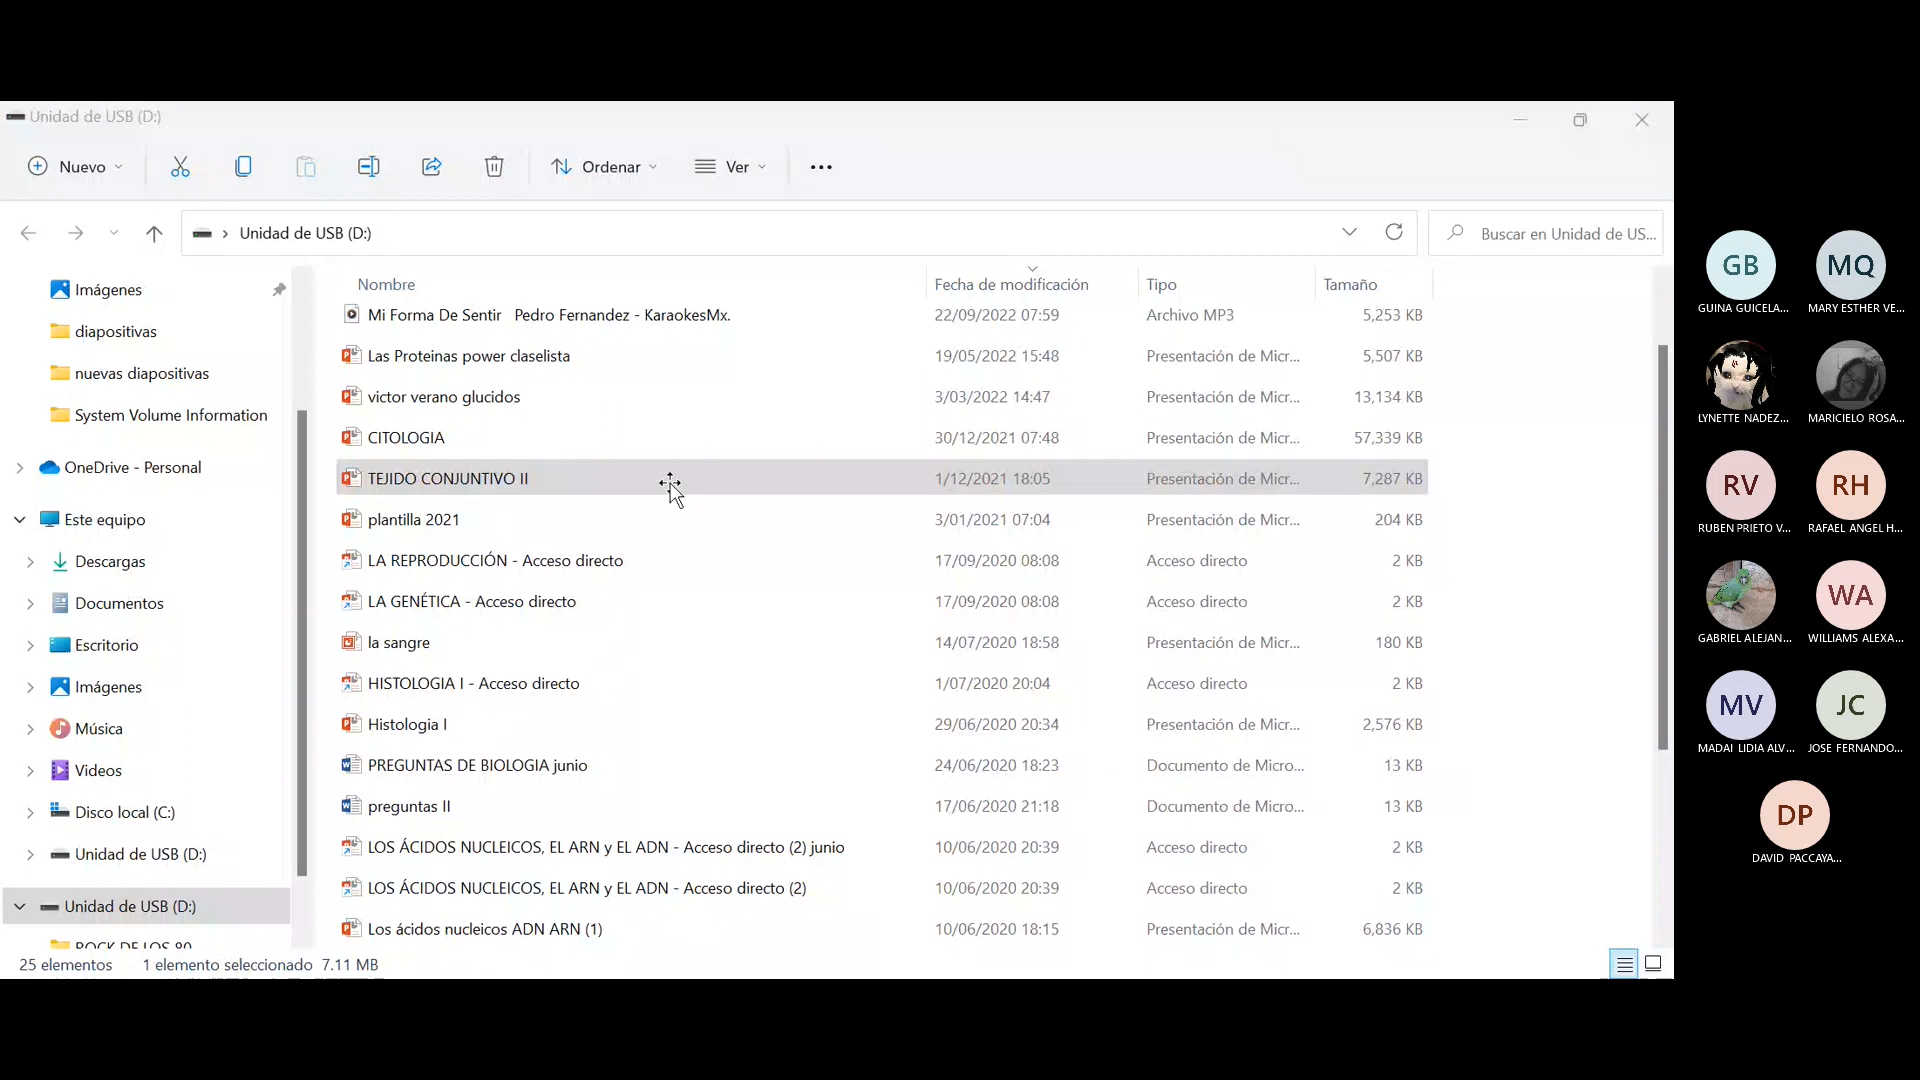 Unidad de USB (D:)
Nuevo
Ordenar
Ver
Unidad de USB (D:)
Buscar en Unidad de US...
Imágenes
diapositivas
nuevas diapositivas
System Volume Information
OneDrive - Personal
Este equipo
Descargas
Documentos
Escritorio
Imágenes
Música
Videos
Disco local (C:)
Unidad de USB (D:)
Unidad de USB (D:)
ROCK DE LOS 80
Nombre Fecha de modificación Tipo Tamaño
Mi Forma De Sentir Pedro Fernandez - KaraokesMx. 22/09/2022 07:59 Archivo MP3 5,253 KB
Las Proteinas power claselista 19/05/2022 15:48 Presentación de Micr... 5,507 KB
victor verano glucidos 3/03/2022 14:47 Presentación de Micr... 13,134 KB
CITOLOGIA 30/12/2021 07:48 Presentación de Micr... 57,339 KB
TEJIDO CONJUNTIVO II 1/12/2021 18:05 Presentación de Micr... 7,287 KB
plantilla 2021 3/01/2021 07:04 Presentación de Micr... 204 KB
LA REPRODUCCIÓN - Acceso directo 17/09/2020 08:08 Acceso directo 2 KB
LA GENÉTICA - Acceso directo 17/09/2020 08:08 Acceso directo 2 KB
la sangre 14/07/2020 18:58 Presentación de Micr... 180 KB
HISTOLOGIA I - Acceso directo 1/07/2020 20:04 Acceso directo 2 KB
Histologia I 29/06/2020 20:34 Presentación de Micr... 2,576 KB
PREGUNTAS DE BIOLOGIA junio 24/06/2020 18:23 Documento de Micro... 13 KB
preguntas II 17/06/2020 21:18 Documento de Micro... 13 KB
LOS ÁCIDOS NUCLEICOS, EL ARN y EL ADN - Acceso directo (2) junio 10/06/2020 20:39 Acceso directo 2 KB
LOS ÁCIDOS NUCLEICOS, EL ARN y EL ADN - Acceso directo (2) 10/06/2020 20:39 Acceso directo 2 KB
Los ácidos nucleicos ADN ARN (1) 10/06/2020 18:15 Presentación de Micr... 6,836 KB
25 elementos 1 elemento seleccionado 7.11 MB
GB MQ
GUINA GUICELA... MARY ESTHER VE...
LYNETTE NADEZ... MARICIELO ROSA...
RV RH
RUBEN PRIETO V... RAFAEL ANGEL H...
WA
GABRIEL ALEJAN... WILLIAMS ALEXA...
MV JC
MADAI LIDIA ALV... JOSE FERNANDO...
DP
DAVID PACCAYA...